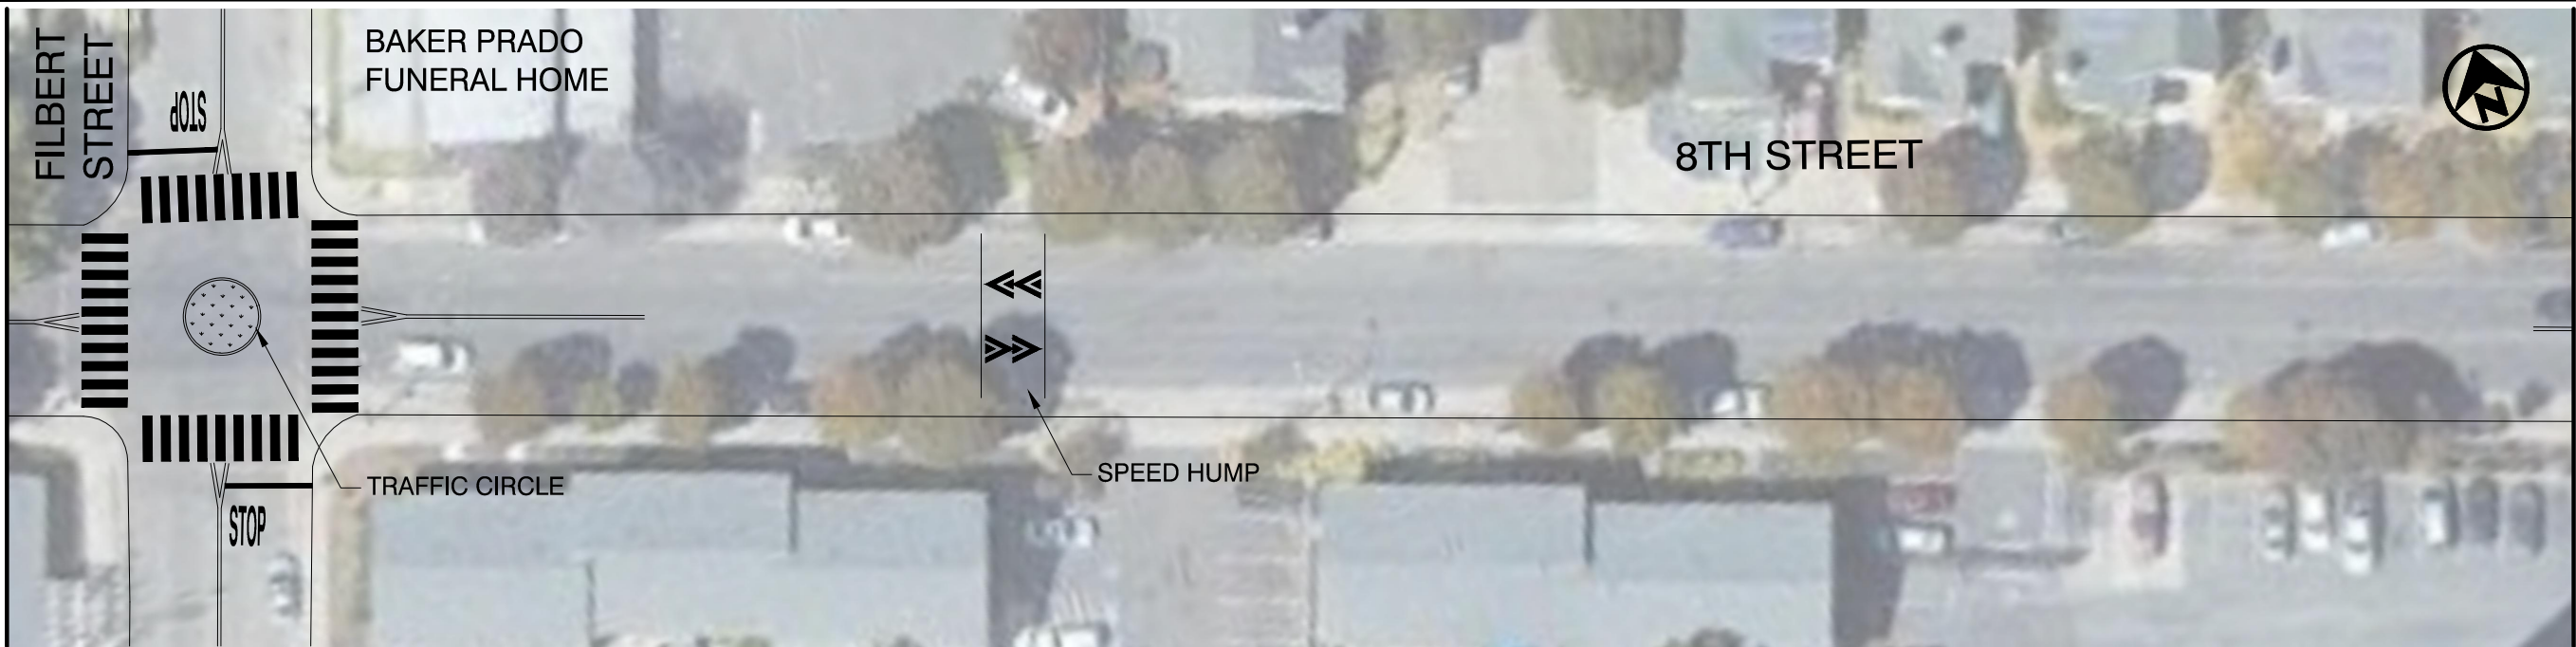 FILBERT
STREET
STOP
BAKER PRADO
FUNERAL HOME
N
8TH STREET
TRAFFIC CIRCLE
SPEED HUMP
STOP